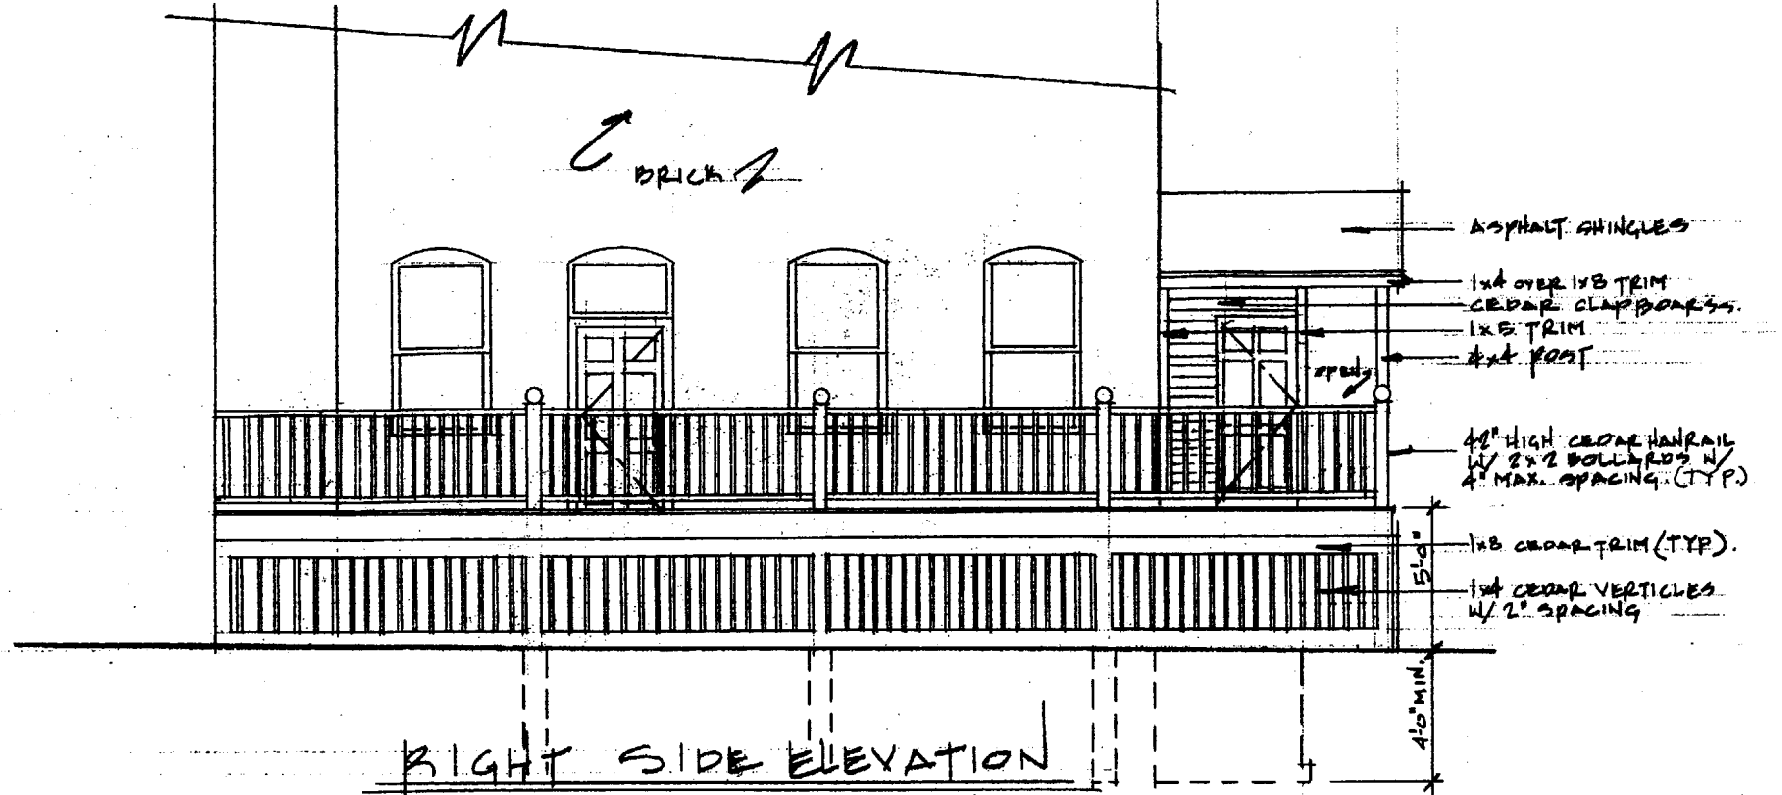 BRICK
ASPHALT SHINGLES
1x4 OVER 1x8 TRIM
CEDAR CLAPBOARSS.
1x5 TRIM
4x4 POST
OPEN
42" HIGH CEDAR HANRAIL
W/ 2x2 BOLLARDS W/
4" MAX. SPACING. (TYP.)
5'-0"
1x8 CEDAR TRIM (TYP).
1x4 CEDAR VERTICLES
W/ 2" SPACING
4'-0" MIN.
RIGHT SIDE ELEVATION